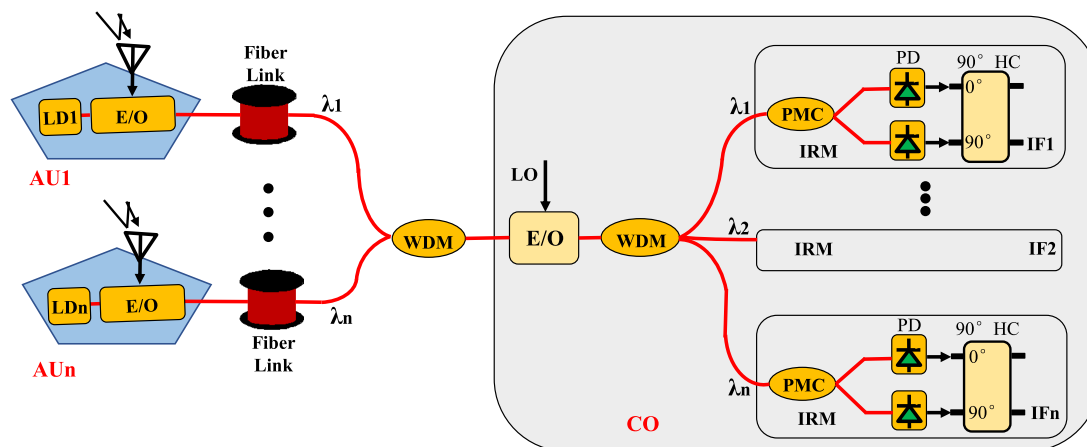 Fiber
Link
LD1
E/O
λ1
AU1
WDM
LDn
E/O
λn
Fiber
Link
AUn
LO
E/O
WDM
CO
λ1
PMC
PD
90° HC
0°
90°
IF1
IRM
λ2
IRM
IF2
λn
PMC
PD
90° HC
0°
90°
IFn
IRM